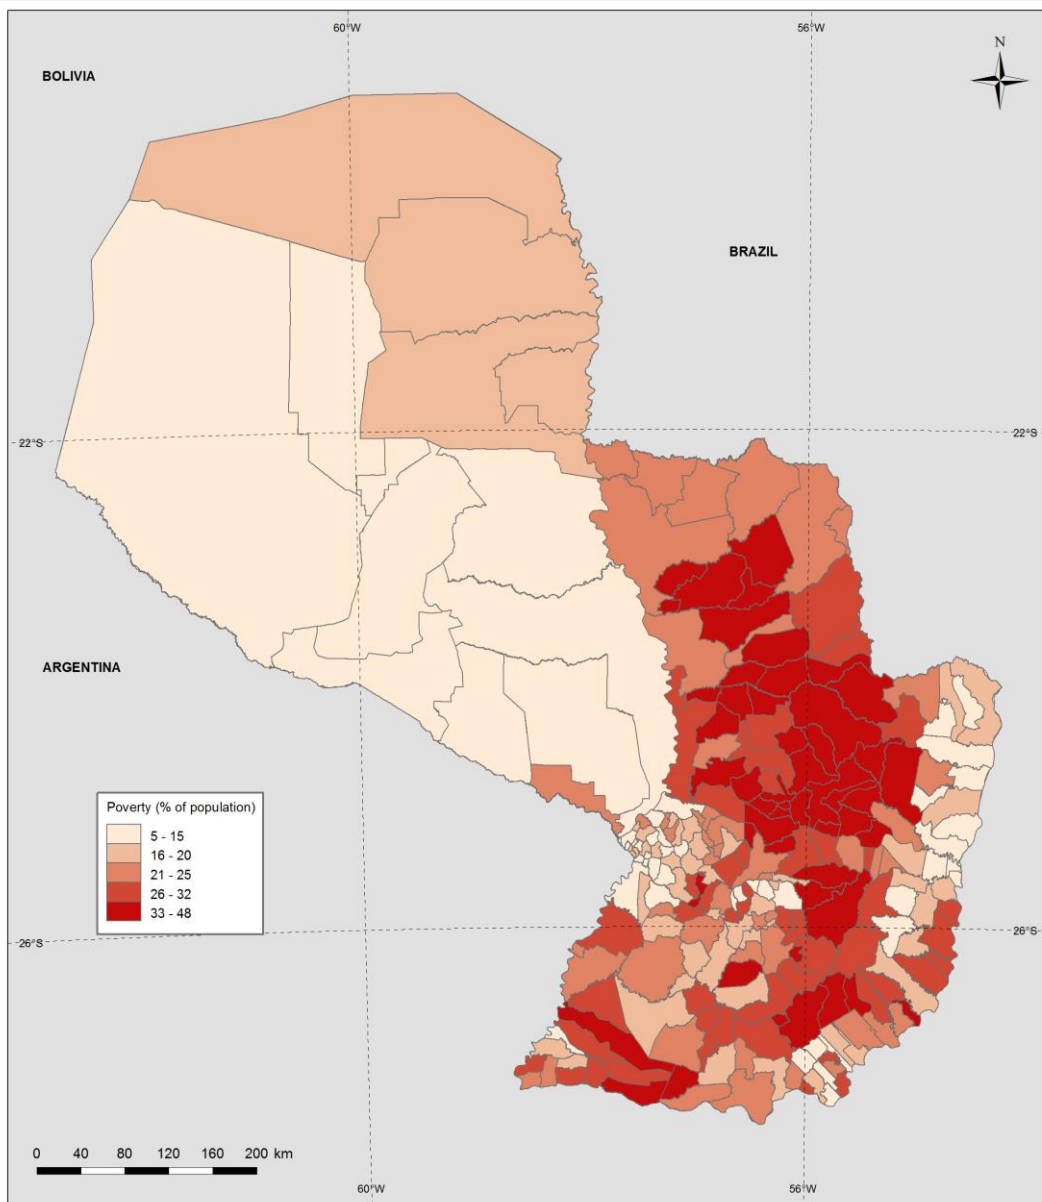 60°W
56°W
N
BOLIVIA
BRAZIL
22°S
22°S
ARGENTINA
Poverty (% of population)
5 - 15
16 - 20
21 - 25
26 - 32
33 - 48
26°S
26°S
0 40 80 120 160 200 km
60°W
56°W